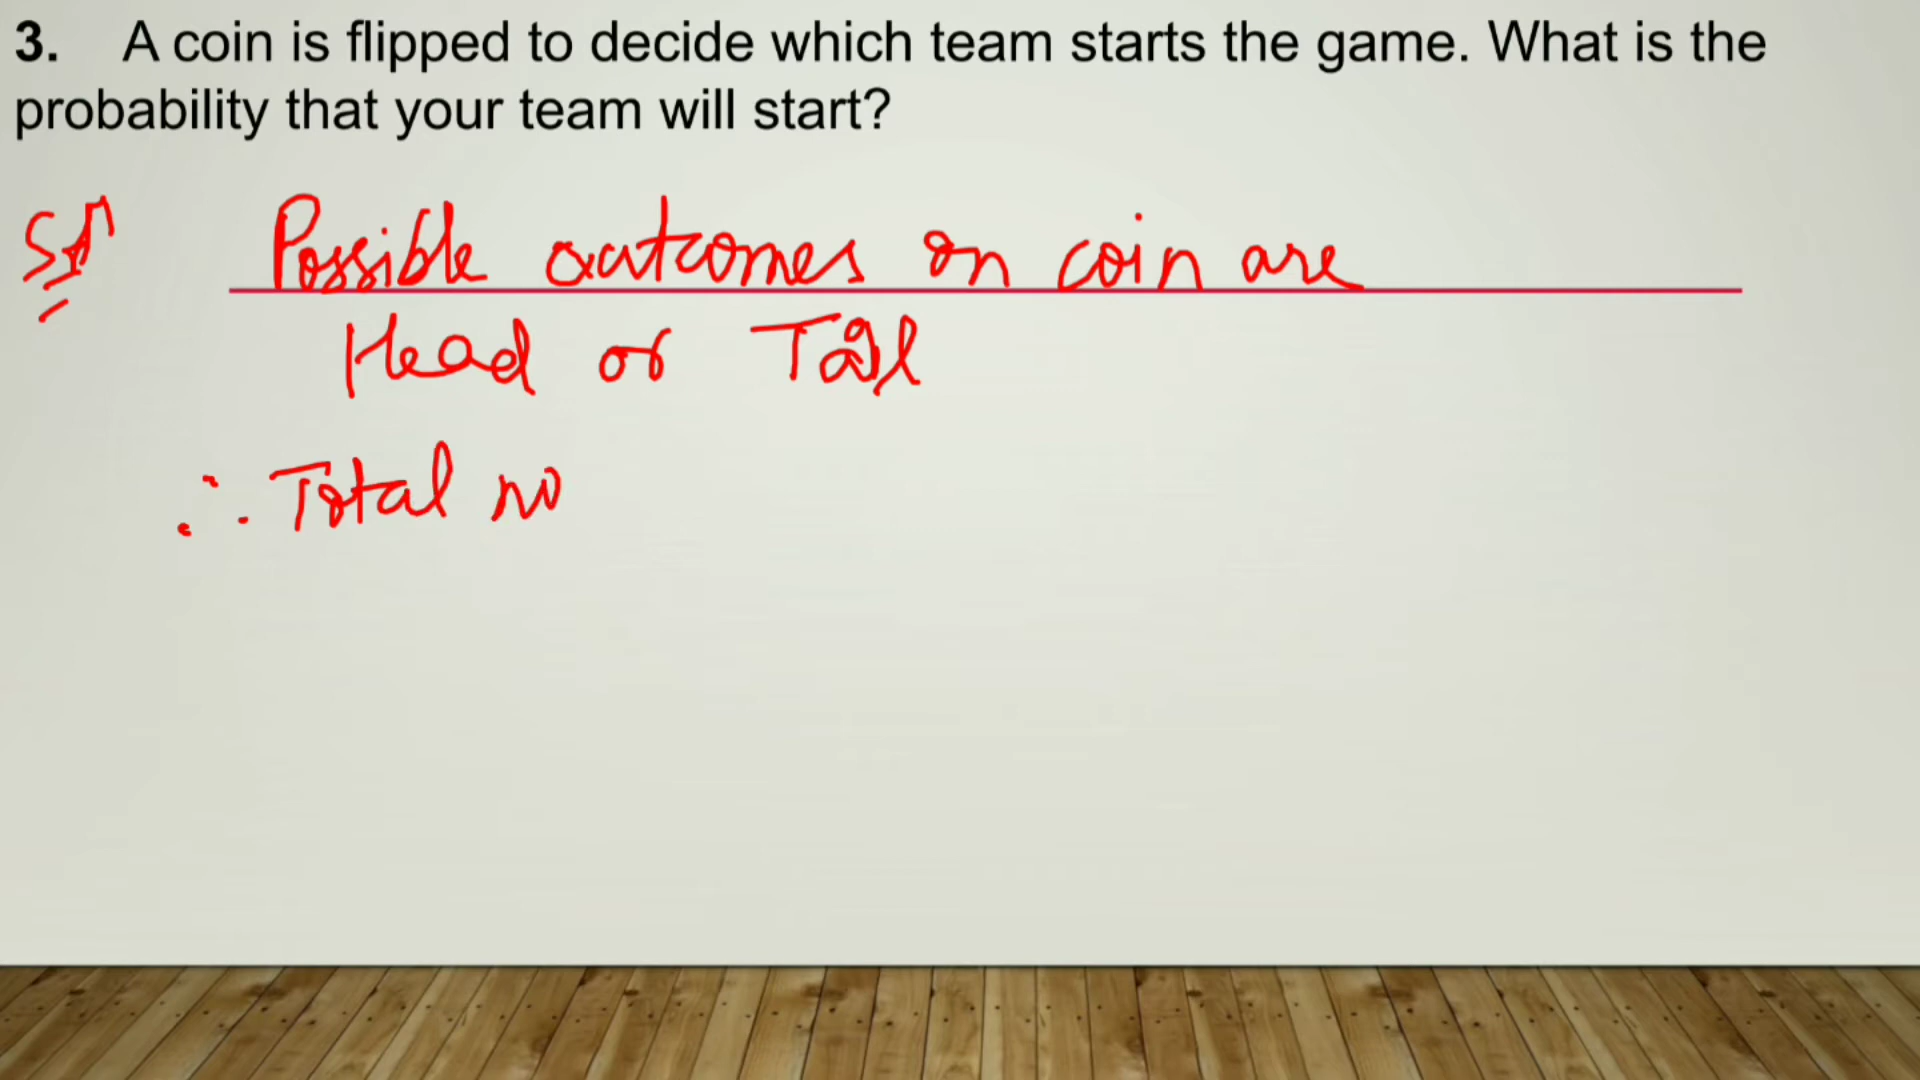 3. A coin is flipped to decide which team starts the game. What is the
probability that your team will start?
Sol^n Possible outcomes on coin are
Head or Tail
∴ Total no